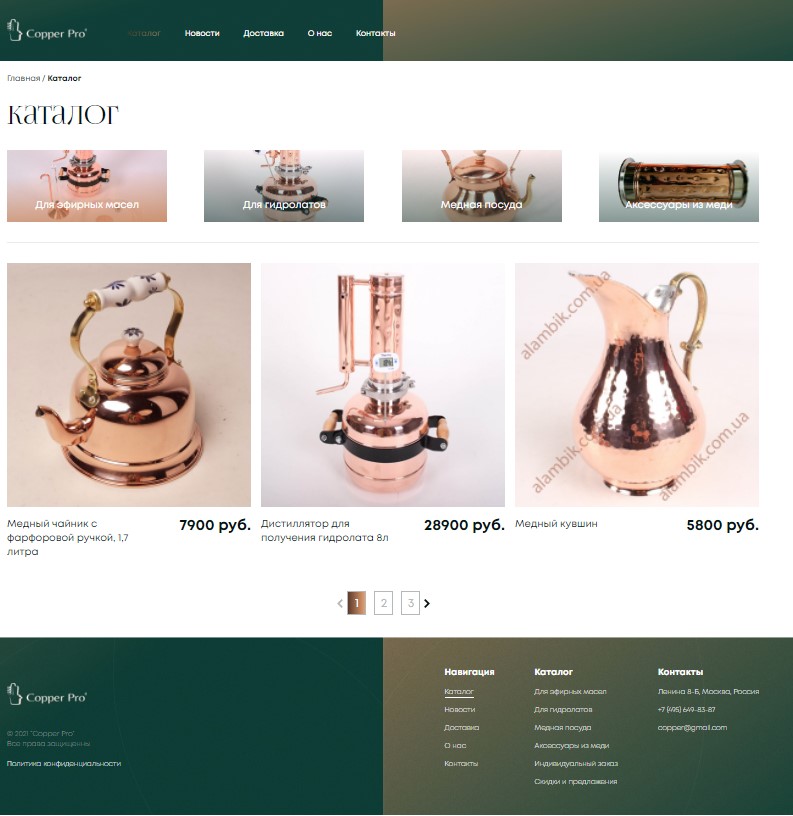 Copper Pro®
Каталог
Новости
Доставка
О нас
Контакты
Главная / Каталог
каталог
Для эфирных масел
Для гидролатов
Медная посуда
Аксессуары из меди
alambik.com.ua
alambik.com.ua
alambik.com.ua
Медный чайник с
фарфоровой ручкой, 1,7
литра
7900 руб.
Дистиллятор для
получения гидролата 8л
28900 руб.
Медный кувшин
5800 руб.
1
2
3
Copper Pro®
© 2021 "Copper Pro"
Все права защищенны
Политика конфиденциальности
Навигация
Каталог
Новости
Доставка
О нас
Контакты
Каталог
Для эфирных масел
Для гидролатов
Медная посуда
Аксессуары из меди
Индивидуальный заказ
Скидки и предложения
Контакты
Ленина 8-Б, Москва, Россия
+7 (495) 649-83-87
copper@gmail.com